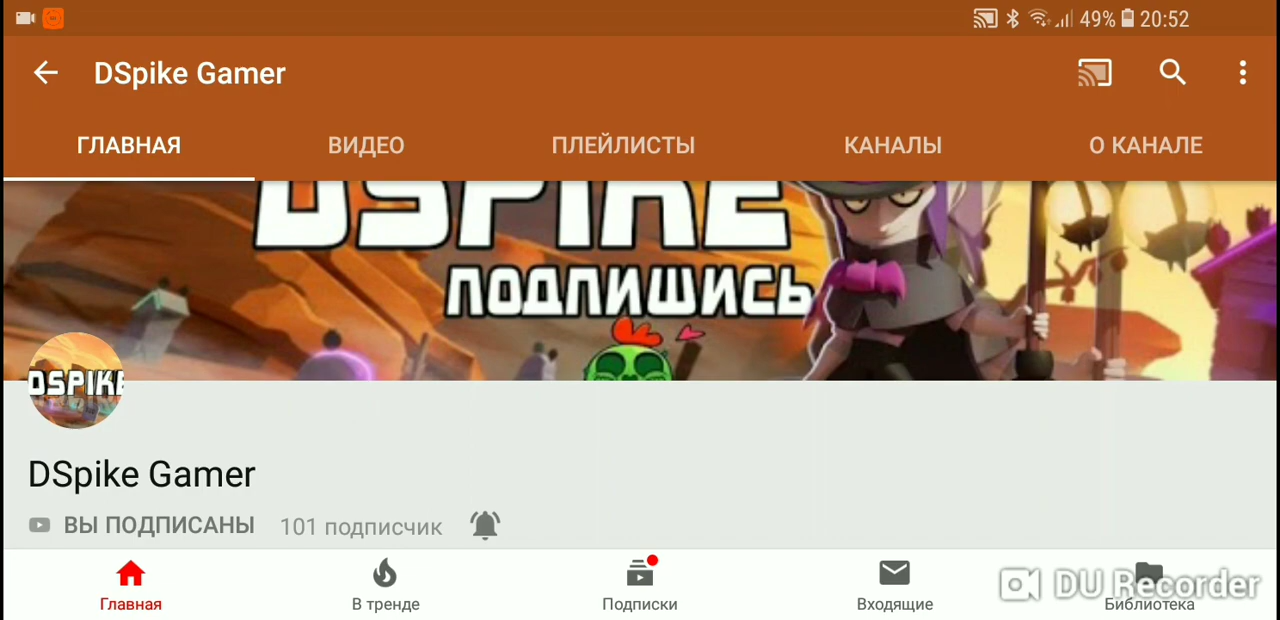 49% 20:52
DSpike Gamer
ГЛАВНАЯ ВИДЕО ПЛЕЙЛИСТЫ КАНАЛЫ О КАНАЛЕ
DSPIKE
ПОДПИШИСЬ
DSPIKE
DSpike Gamer
ВЫ ПОДПИСАНЫ 101 подписчик
DU Recorder
Главная В тренде Подписки Входящие Библиотека